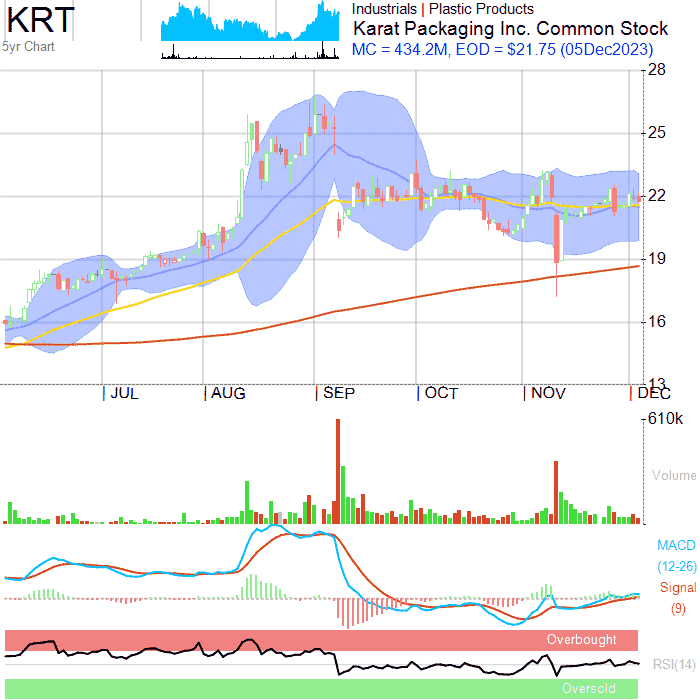 KRT
5yr Chart
Industrials | Plastic Products
Karat Packaging Inc. Common Stock
MC = 434.2M, EOD = $21.75 (05Dec2023)
28
25
22
19
16
13
JUL AUG SEP OCT NOV DEC
610k
Volume
MACD
(12-26)
Signal
(9)
Overbought
RSI(14)
Oversold